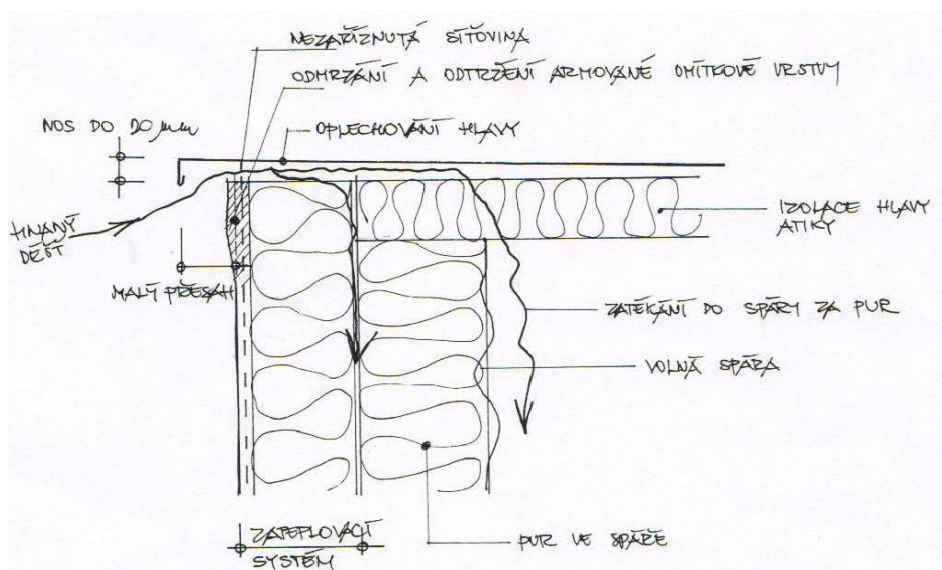 NEZAŘÍZNUTÁ SÍŤOVINA
ODMRZÁNÍ A ODTRŽENÍ ARMOVANÉ OMÍTKOVÉ VRSTVY
NOS DO 20 mm
OPLECHOVÁNÍ HLAVY
HNANÝ
DÉŠŤ
IZOLACE HLAVY
ATIKY
MALÝ PŘESAH
ZATÉKÁNÍ DO SPÁRY ZA PUR
VOLNÁ SPÁRA
ZATEPLOVACÍ
SYSTÉM
PUR VE SPÁŘE